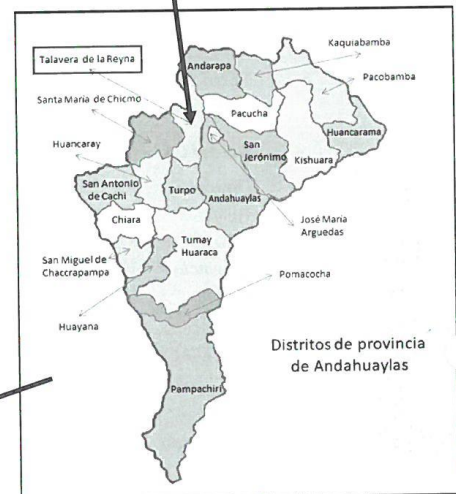 Talavera de la Reyna
Kaquiabamba
Andarapa
Pacobamba
Santa María de Chicmo
Pacucha
Huancarama
Huancaray
San
Jerónimo
Kishuara
San Antonio
de Cachi
Turpo
Andahuaylas
Chiara
José María
Arguedas
Tumay
Huaraca
San Miguel de
Chaccrapampa
Pomacocha
Huayana
Distritos de provincia
de Andahuaylas
Pampachiri